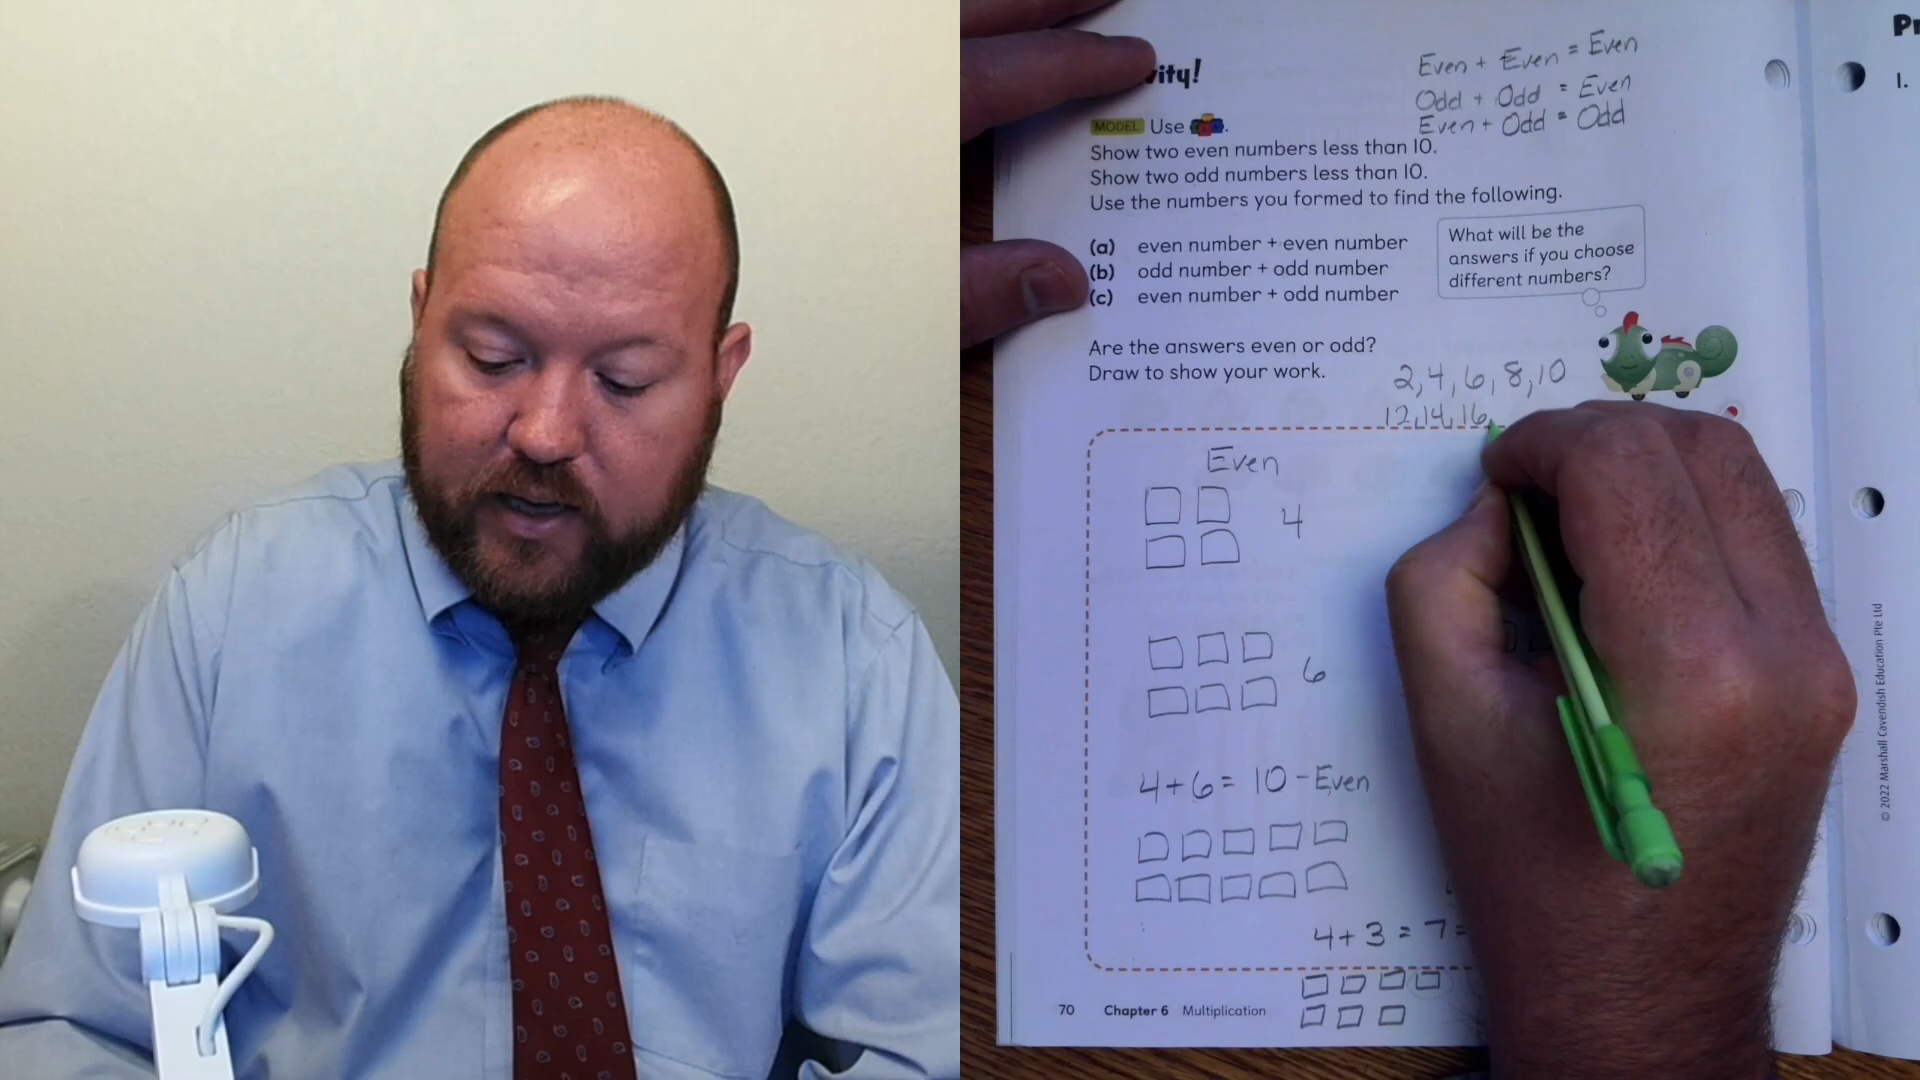 vity!
Even + Even = Even
Odd + Odd = Even
Even + Odd = Odd
MODEL Use
Show two even numbers less than 10.
Show two odd numbers less than 10.
Use the numbers you formed to find the following.
(a) even number + even number
(b) odd number + odd number
(c) even number + odd number
What will be the
answers if you choose
different numbers?
Are the answers even or odd?
Draw to show your work.
2, 4, 6, 8, 10
12, 14, 16,
Even
4
6
4+6= 10 - Even
4+3 = 7 =
70 Chapter 6 Multiplication
© 2022 Marshall Cavendish Education Pte Ltd
1.